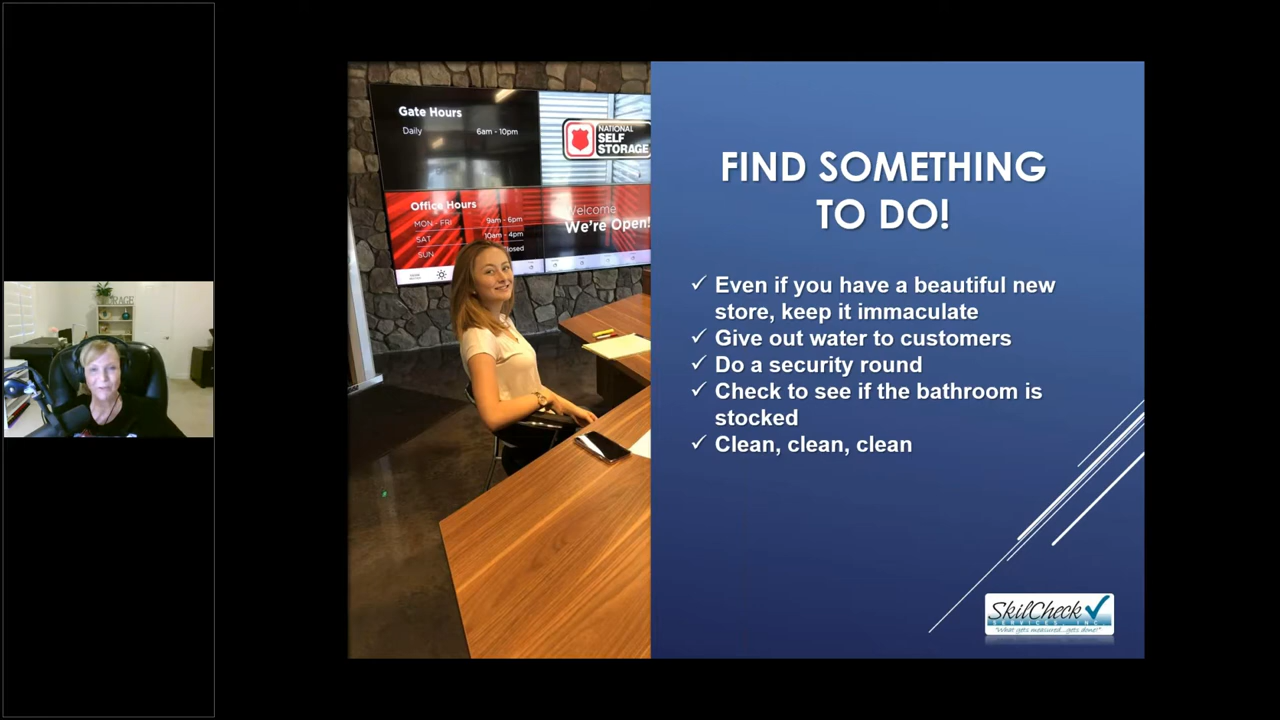 Gate Hours
Daily 6am - 10pm
NATIONAL
SELF
STORAGE
Office Hours
MON - FRI 9am - 6pm
SAT 10am - 4pm
SUN Closed
Welcome
We're Open!
FIND SOMETHING
TO DO!
✓ Even if you have a beautiful new
store, keep it immaculate
✓ Give out water to customers
✓ Do a security round
✓ Check to see if the bathroom is
stocked
✓ Clean, clean, clean
SkilCheck
SERVICES, INC.
"What gets measured...gets done!"